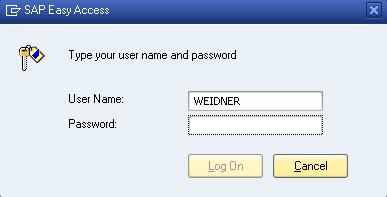 SAP Easy Access
Type your user name and password
User Name: WEIDNER
Password:
Log On Cancel